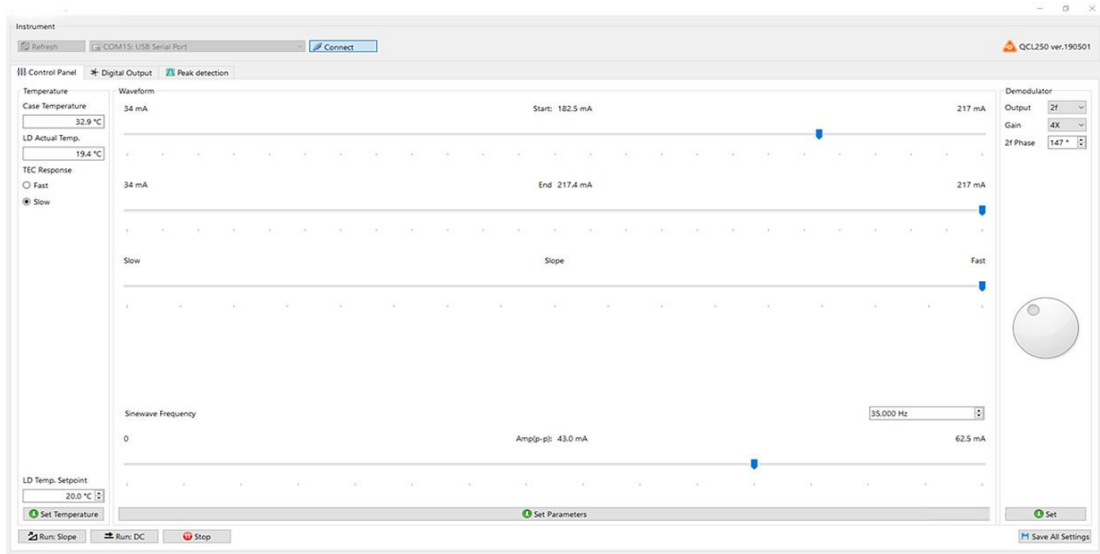 Instrument
Refresh COM15: USB Serial Port Connect QCL250 ver.190501
Control Panel Digital Output Peak detection
Temperature Waveform Demodulator
Case Temperature 34 mA Start: 182.5 mA 217 mA Output 2f
32.9 °C Gain 4X
LD Actual Temp. 2f Phase 147 °
19.4 °C
TEC Response
Fast 34 mA End 217.4 mA 217 mA
Slow
Slow Slope Fast
Sinewave Frequency 35.000 Hz
0 Amp(p-p): 43.0 mA 62.5 mA
LD Temp. Setpoint
20.0 °C
Set Temperature Set Parameters Set
Run: Slope Run: DC Stop Save All Settings